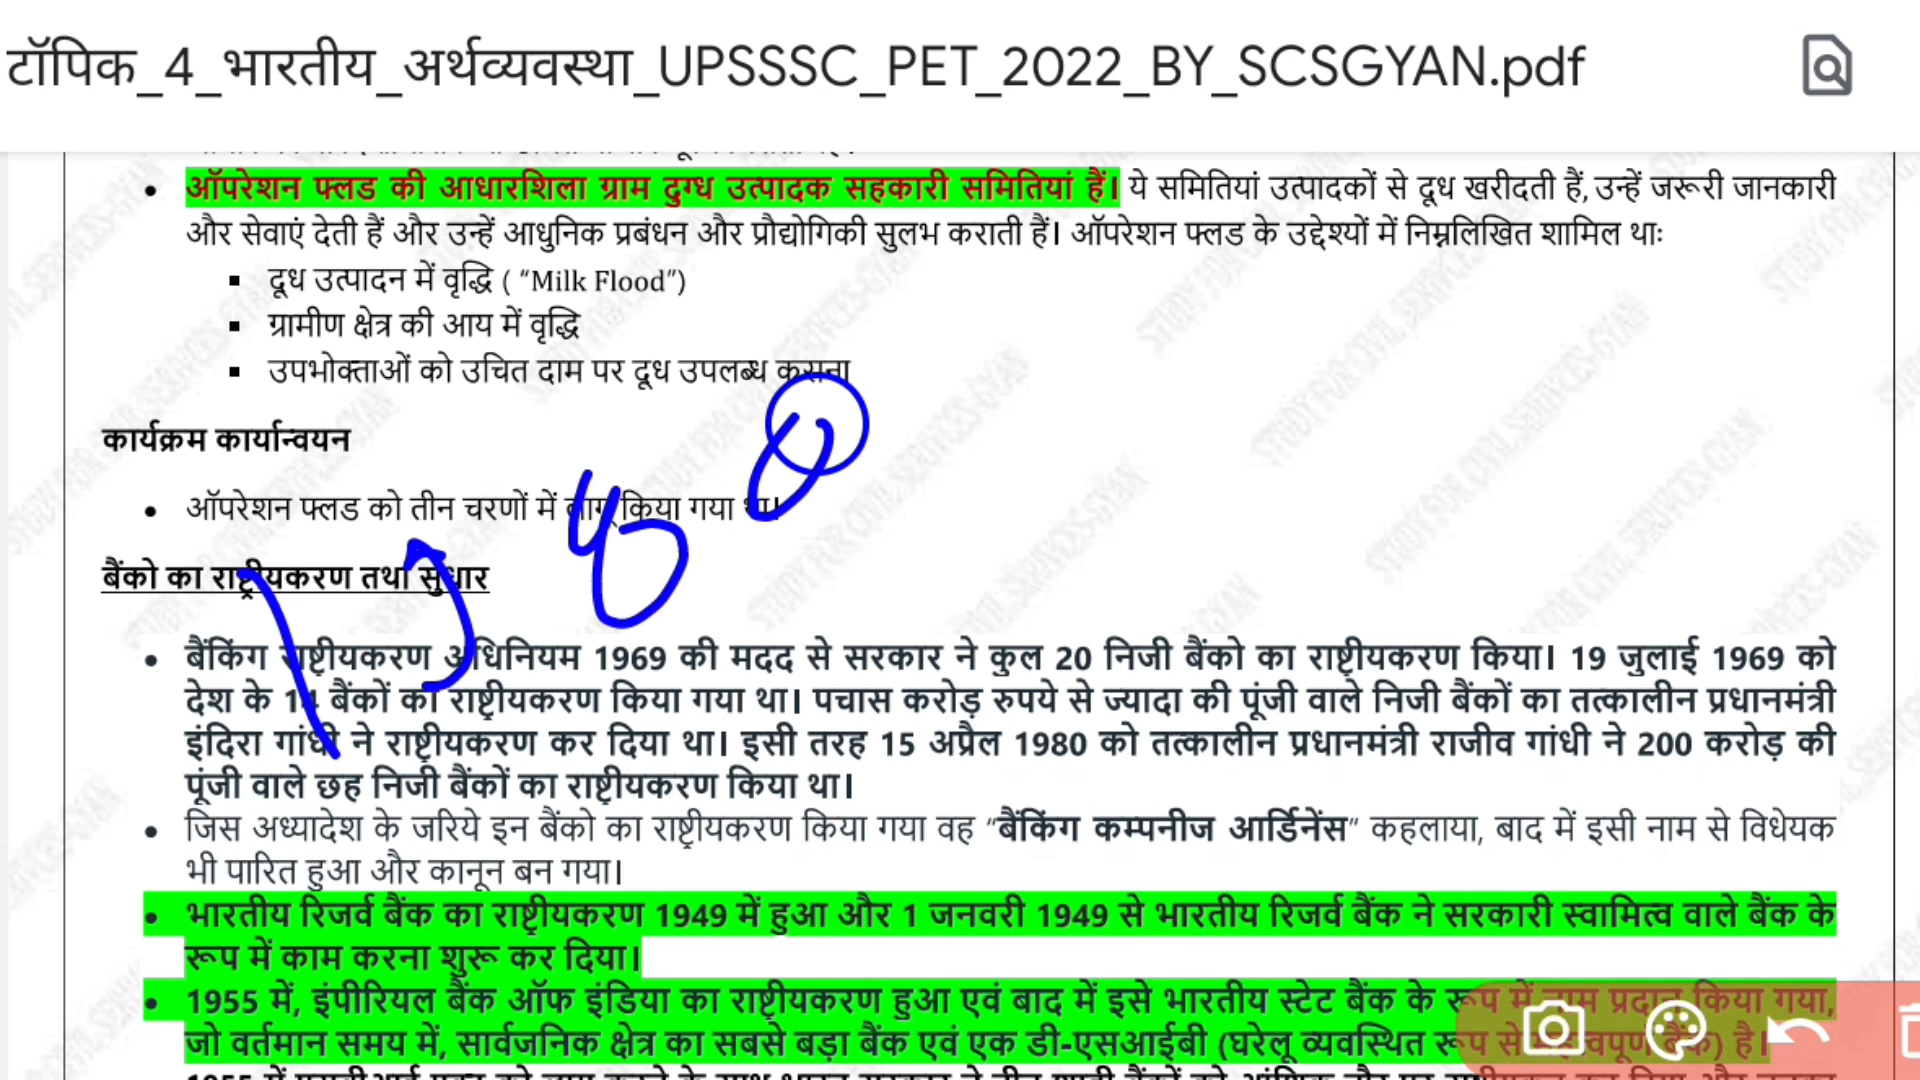 टॉपिक_4_भारतीय_अर्थव्यवस्था_UPSSSC_PET_2022_BY_SCSGYAN.pdf
• ऑपरेशन फ्लड की आधारशिला ग्राम दुग्ध उत्पादक सहकारी समितियां हैं। ये समितियां उत्पादकों से दूध खरीदती हैं, उन्हें जरूरी जानकारी
और सेवाएं देती हैं और उन्हें आधुनिक प्रबंधन और प्रौद्योगिकी सुलभ कराती हैं। ऑपरेशन फ्लड के उद्देश्यों में निम्नलिखित शामिल थाः
▪ दूध उत्पादन में वृद्धि ( “Milk Flood”)
▪ ग्रामीण क्षेत्र की आय में वृद्धि
▪ उपभोक्ताओं को उचित दाम पर दूध उपलब्ध कराना
कार्यक्रम कार्यान्वयन
• ऑपरेशन फ्लड को तीन चरणों में लागू किया गया था।
बैंको का राष्ट्रीयकरण तथा सुधार
• बैंकिंग राष्ट्रीयकरण अधिनियम 1969 की मदद से सरकार ने कुल 20 निजी बैंको का राष्ट्रीयकरण किया। 19 जुलाई 1969 को
देश के 14 बैंकों का राष्ट्रीयकरण किया गया था। पचास करोड़ रुपये से ज्यादा की पूंजी वाले निजी बैंकों का तत्कालीन प्रधानमंत्री
इंदिरा गांधी ने राष्ट्रीयकरण कर दिया था। इसी तरह 15 अप्रैल 1980 को तत्कालीन प्रधानमंत्री राजीव गांधी ने 200 करोड़ की
पूंजी वाले छह निजी बैंकों का राष्ट्रीयकरण किया था।
• जिस अध्यादेश के जरिये इन बैंको का राष्ट्रीयकरण किया गया वह “बैंकिंग कम्पनीज आर्डिनेंस” कहलाया, बाद में इसी नाम से विधेयक
भी पारित हुआ और कानून बन गया।
• भारतीय रिजर्व बैंक का राष्ट्रीयकरण 1949 में हुआ और 1 जनवरी 1949 से भारतीय रिजर्व बैंक ने सरकारी स्वामित्व वाले बैंक के
रूप में काम करना शुरू कर दिया।
• 1955 में, इंपीरियल बैंक ऑफ इंडिया का राष्ट्रीयकरण हुआ एवं बाद में इसे भारतीय स्टेट बैंक के रूप में नाम प्रदान किया गया,
जो वर्तमान समय में, सार्वजनिक क्षेत्र का सबसे बड़ा बैंक एवं एक डी-एसआईबी (घरेलू व्यवस्थित रूप से महत्वपूर्ण बैंक) है।